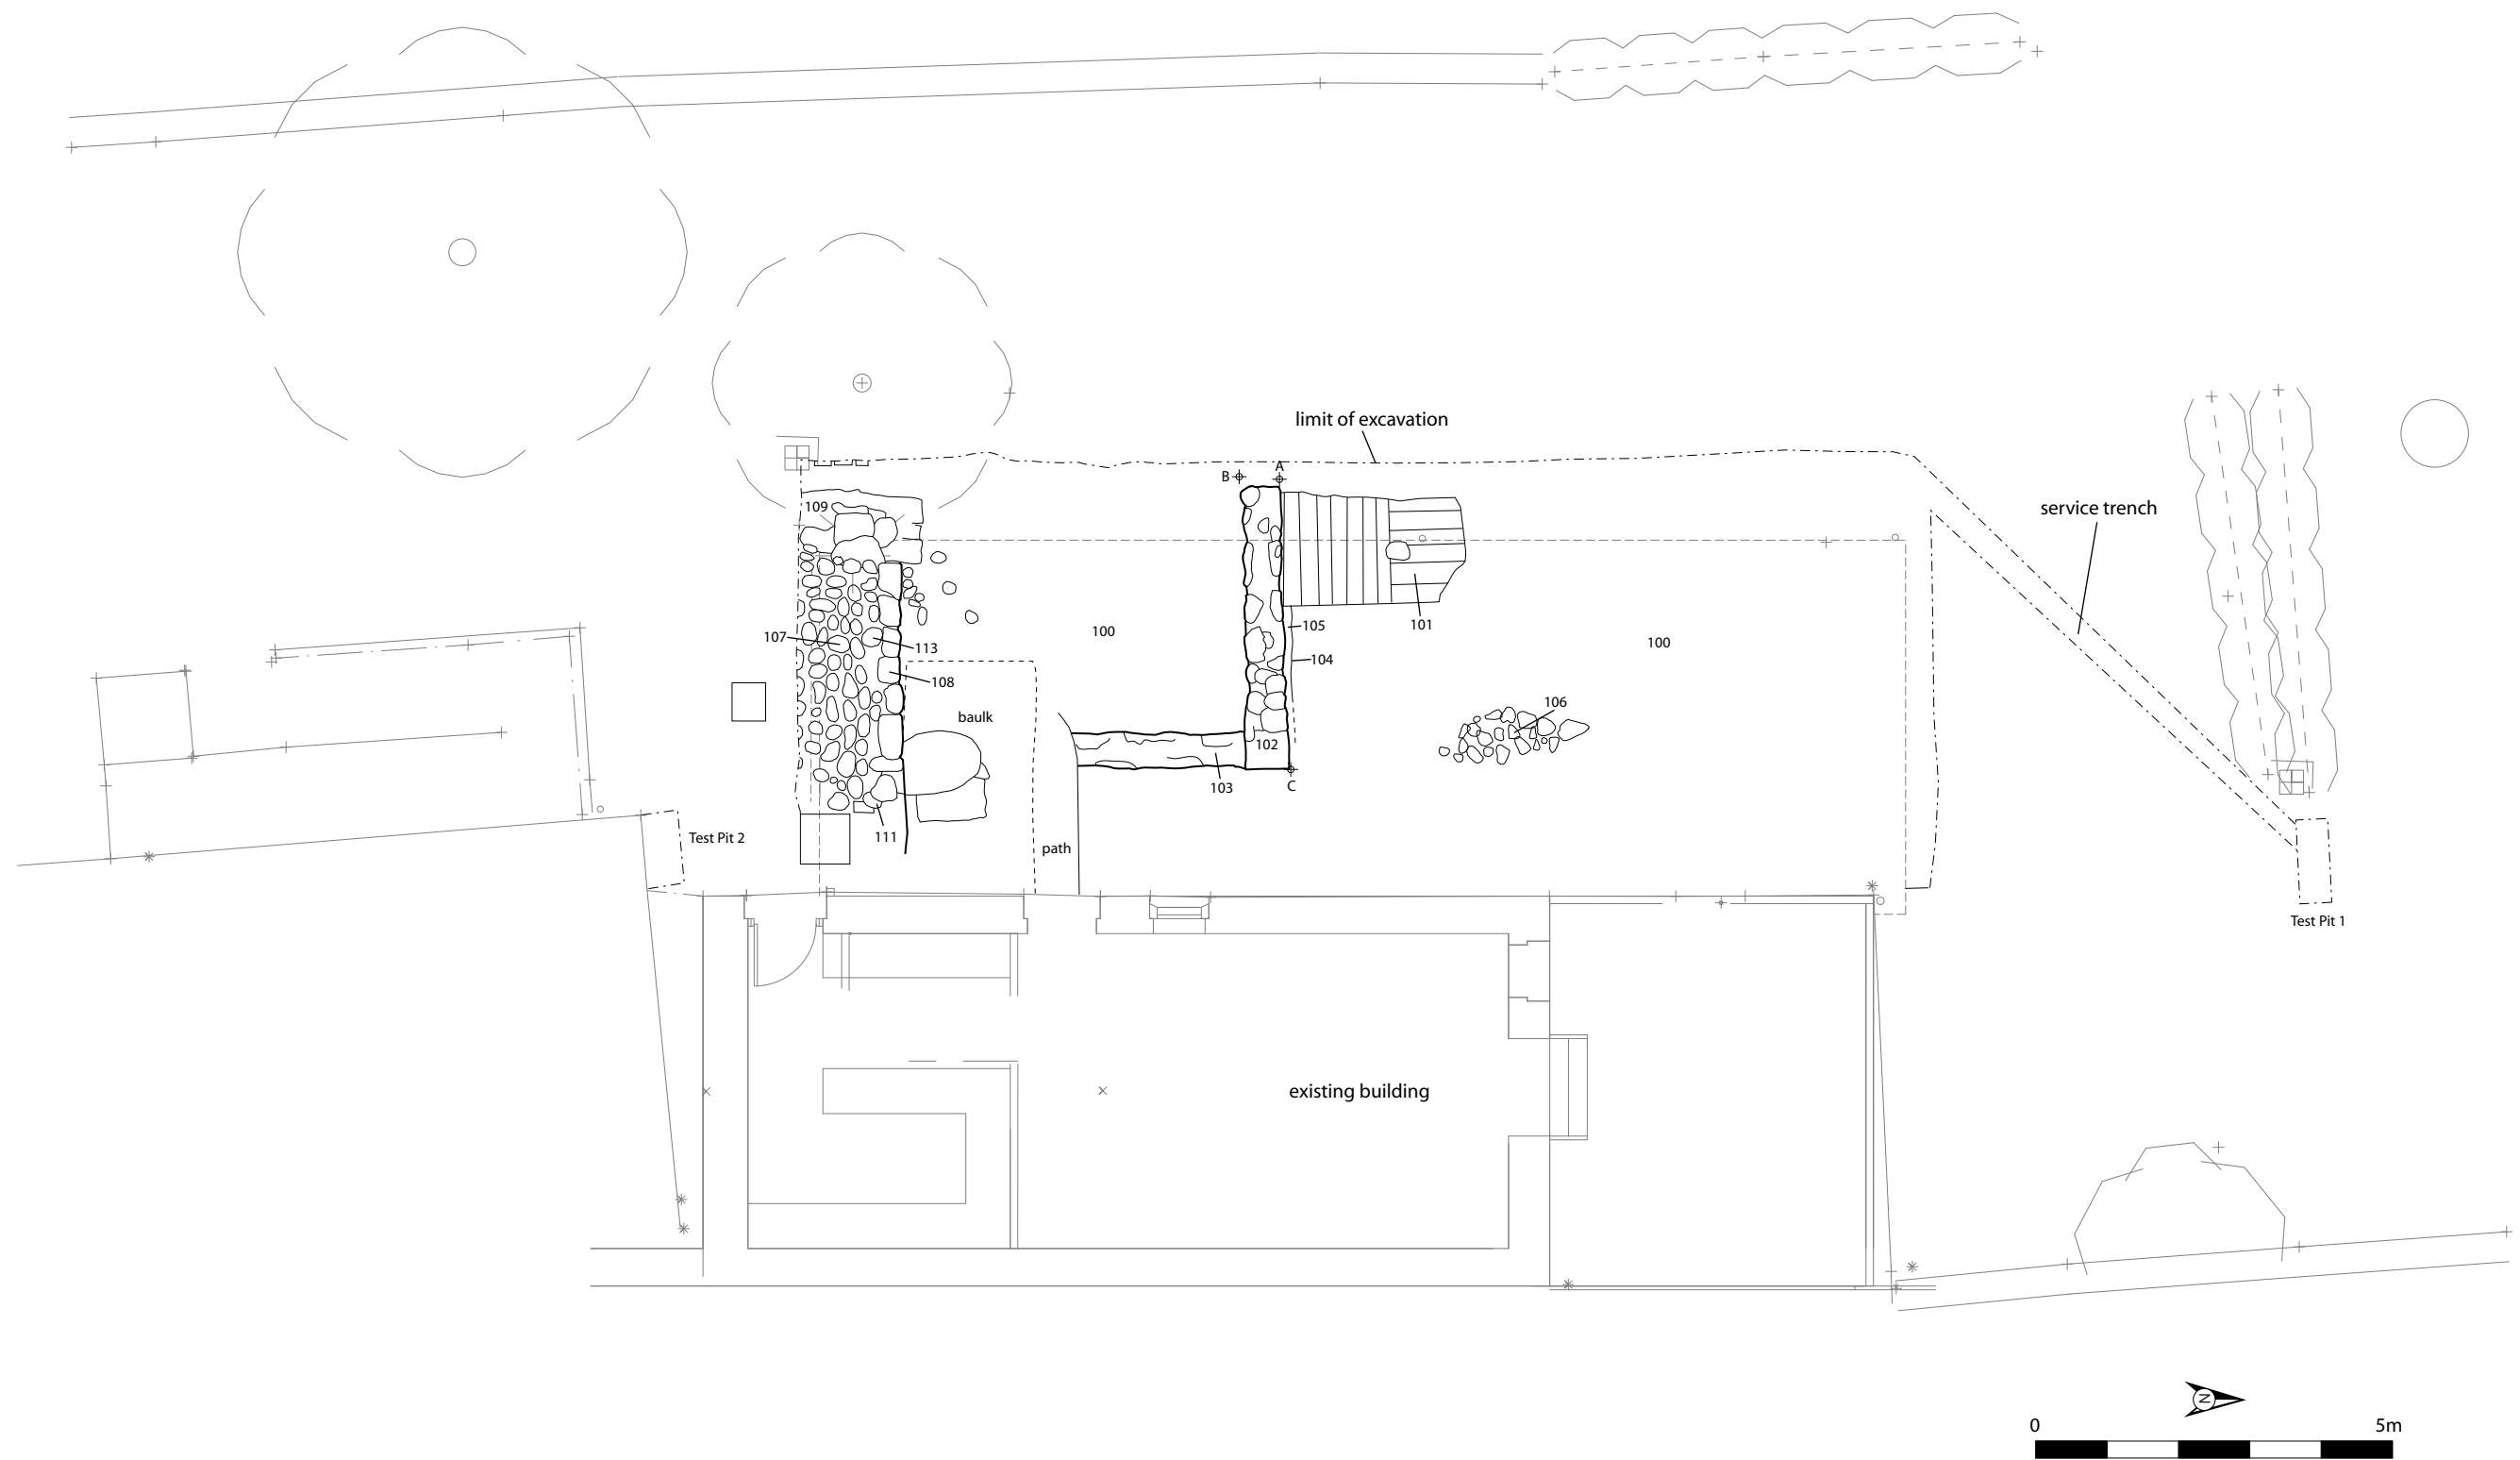 limit of excavation
A
B
service trench
109
105
101
100
100
107
113
104
108
106
baulk
102
103
C
Test Pit 2
111
path
Test Pit 1
existing building
N
0
5m